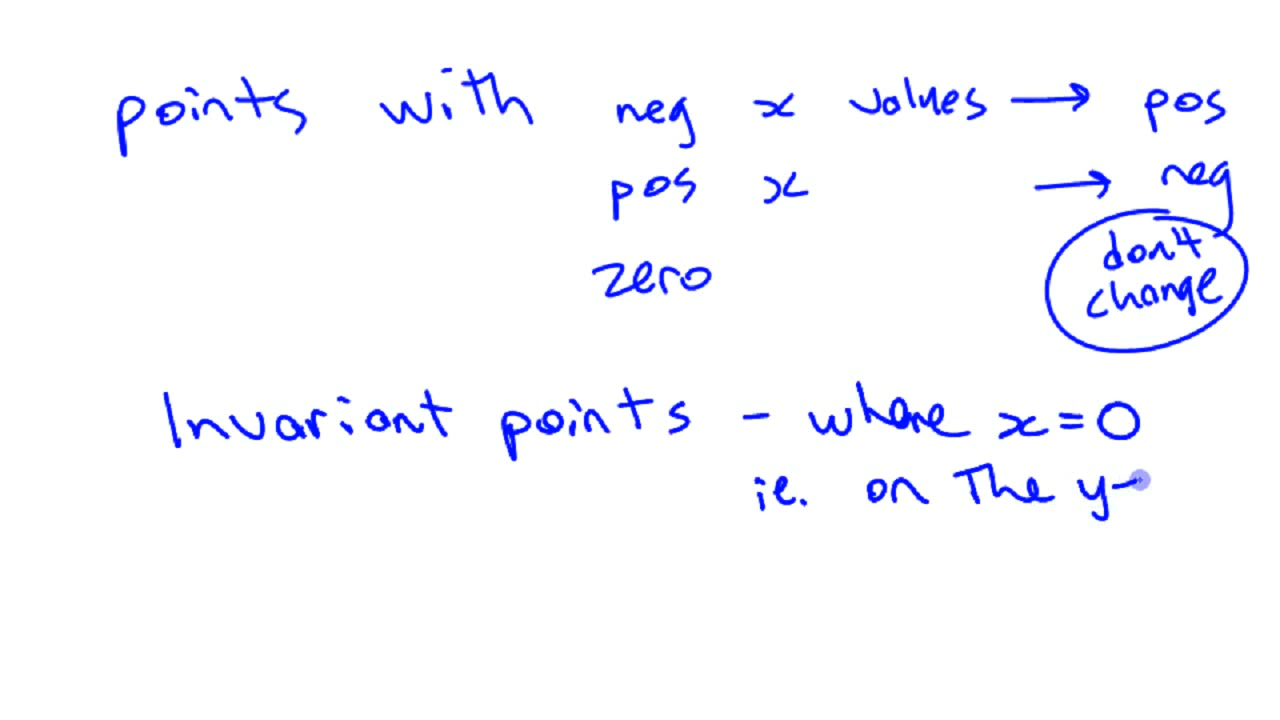 points with neg x values → pos
pos x → neg
zero don't change
Invariant points - where x = 0
ie. on the y-